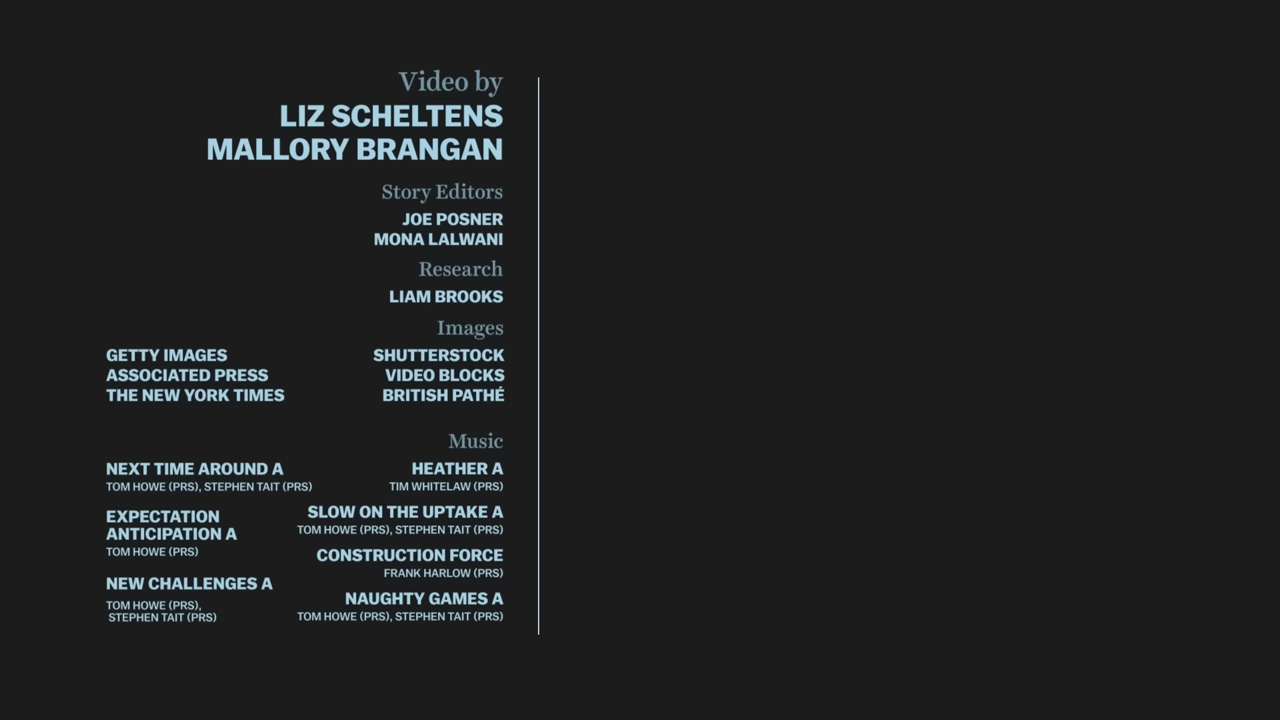 Video by
LIZ SCHELTENS
MALLORY BRANGAN
Story Editors
JOE POSNER
MONA LALWANI
Research
LIAM BROOKS
Images
GETTY IMAGES
ASSOCIATED PRESS
THE NEW YORK TIMES
SHUTTERSTOCK
VIDEO BLOCKS
BRITISH PATHÉ
Music
NEXT TIME AROUND A
TOM HOWE (PRS), STEPHEN TAIT (PRS)
EXPECTATION
ANTICIPATION A
TOM HOWE (PRS)
NEW CHALLENGES A
TOM HOWE (PRS),
STEPHEN TAIT (PRS)
HEATHER A
TIM WHITELAW (PRS)
SLOW ON THE UPTAKE A
TOM HOWE (PRS), STEPHEN TAIT (PRS)
CONSTRUCTION FORCE
FRANK HARLOW (PRS)
NAUGHTY GAMES A
TOM HOWE (PRS), STEPHEN TAIT (PRS)